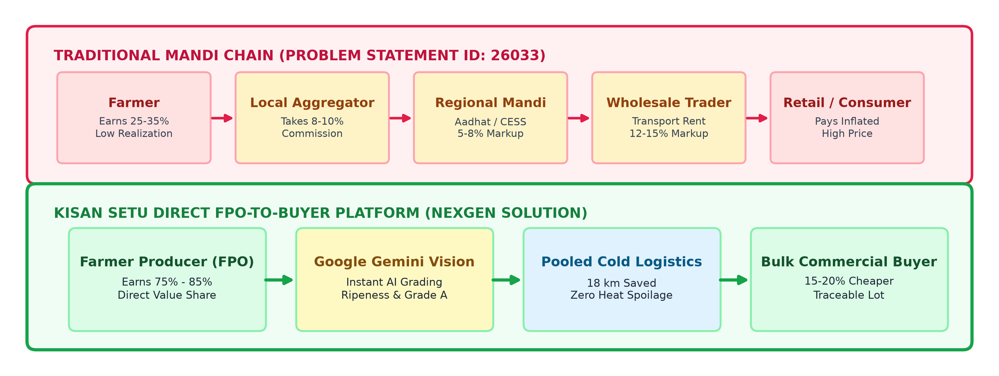 TRADITIONAL MANDI CHAIN (PROBLEM STATEMENT ID: 26033)
Farmer
Earns 25-35%
Low Realization
Local Aggregator
Takes 8-10%
Commission
Regional Mandi
Aadhat / CESS
5-8% Markup
Wholesale Trader
Transport Rent
12-15% Markup
Retail / Consumer
Pays Inflated
High Price
KISAN SETU DIRECT FPO-TO-BUYER PLATFORM (NEXGEN SOLUTION)
Farmer Producer (FPO)
Earns 75% - 85%
Direct Value Share
Google Gemini Vision
Instant AI Grading
Ripeness & Grade A
Pooled Cold Logistics
18 km Saved
Zero Heat Spoilage
Bulk Commercial Buyer
15-20% Cheaper
Traceable Lot